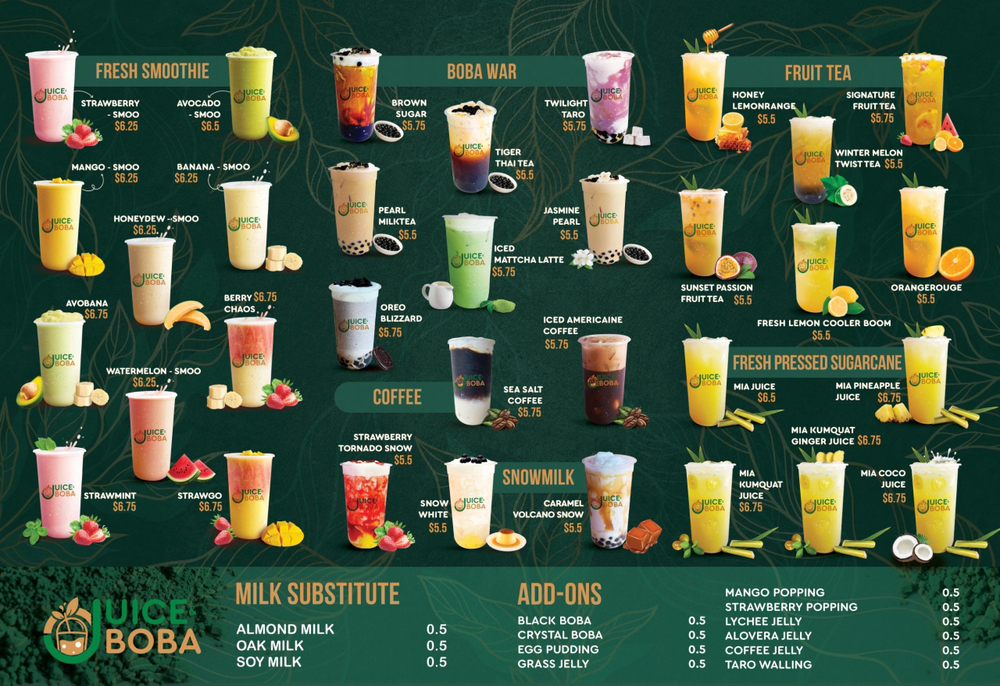 FRESH SMOOTHIE
STRAWBERRY
- SMOO
$6.25
AVOCADO
- SMOO
$6.5
MANGO - SMOO
$6.25
BANANA - SMOO
$6.25
HONEYDEW --SMOO
$6.25
AVOBANA
$6.75
BERRY $6.75
CHAOS
WATERMELON - SMOO
$6.25
STRAWMINT
$6.75
STRAWGO
$6.75
BOBA WAR
BROWN
SUGAR
$5.75
TWILIGHT
TARO
$5.75
TIGER
THAI TEA
$5.5
PEARL
MILKTEA
$5.5
JASMINE
PEARL
$5.5
ICED
MATTCHA LATTE
$5.75
OREO
BLIZZARD
$5.75
COFFEE
ICED AMERICAINE
COFFEE
$5.75
SEA SALT
COFFEE
$5.75
SNOWMILK
STRAWBERRY
TORNADO SNOW
$5.5
SNOW
WHITE
$5.5
CARAMEL
VOLCANO SNOW
$5.5
FRUIT TEA
HONEY
LEMONRANGE
$5.5
SIGNATURE
FRUIT TEA
$5.75
WINTER MELON
TWIST TEA $5.5
SUNSET PASSION
FRUIT TEA $5.5
ORANGEROUGE
$5.5
FRESH LEMON COOLER BOOM
$5.5
FRESH PRESSED SUGARCANE
MIA JUICE
$6.5
MIA PINEAPPLE
JUICE $6.75
MIA KUMQUAT
GINGER JUICE $6.75
MIA
KUMQUAT
JUICE
$6.75
MIA COCO
JUICE
$6.75
JUICE
BOBA
MILK SUBSTITUTE
ALMOND MILK 0.5
OAK MILK 0.5
SOY MILK 0.5
ADD-ONS
BLACK BOBA 0.5
CRYSTAL BOBA 0.5
EGG PUDDING 0.5
GRASS JELLY 0.5
MANGO POPPING 0.5
STRAWBERRY POPPING 0.5
LYCHEE JELLY 0.5
ALOVERA JELLY 0.5
COFFEE JELLY 0.5
TARO WALLING 0.5